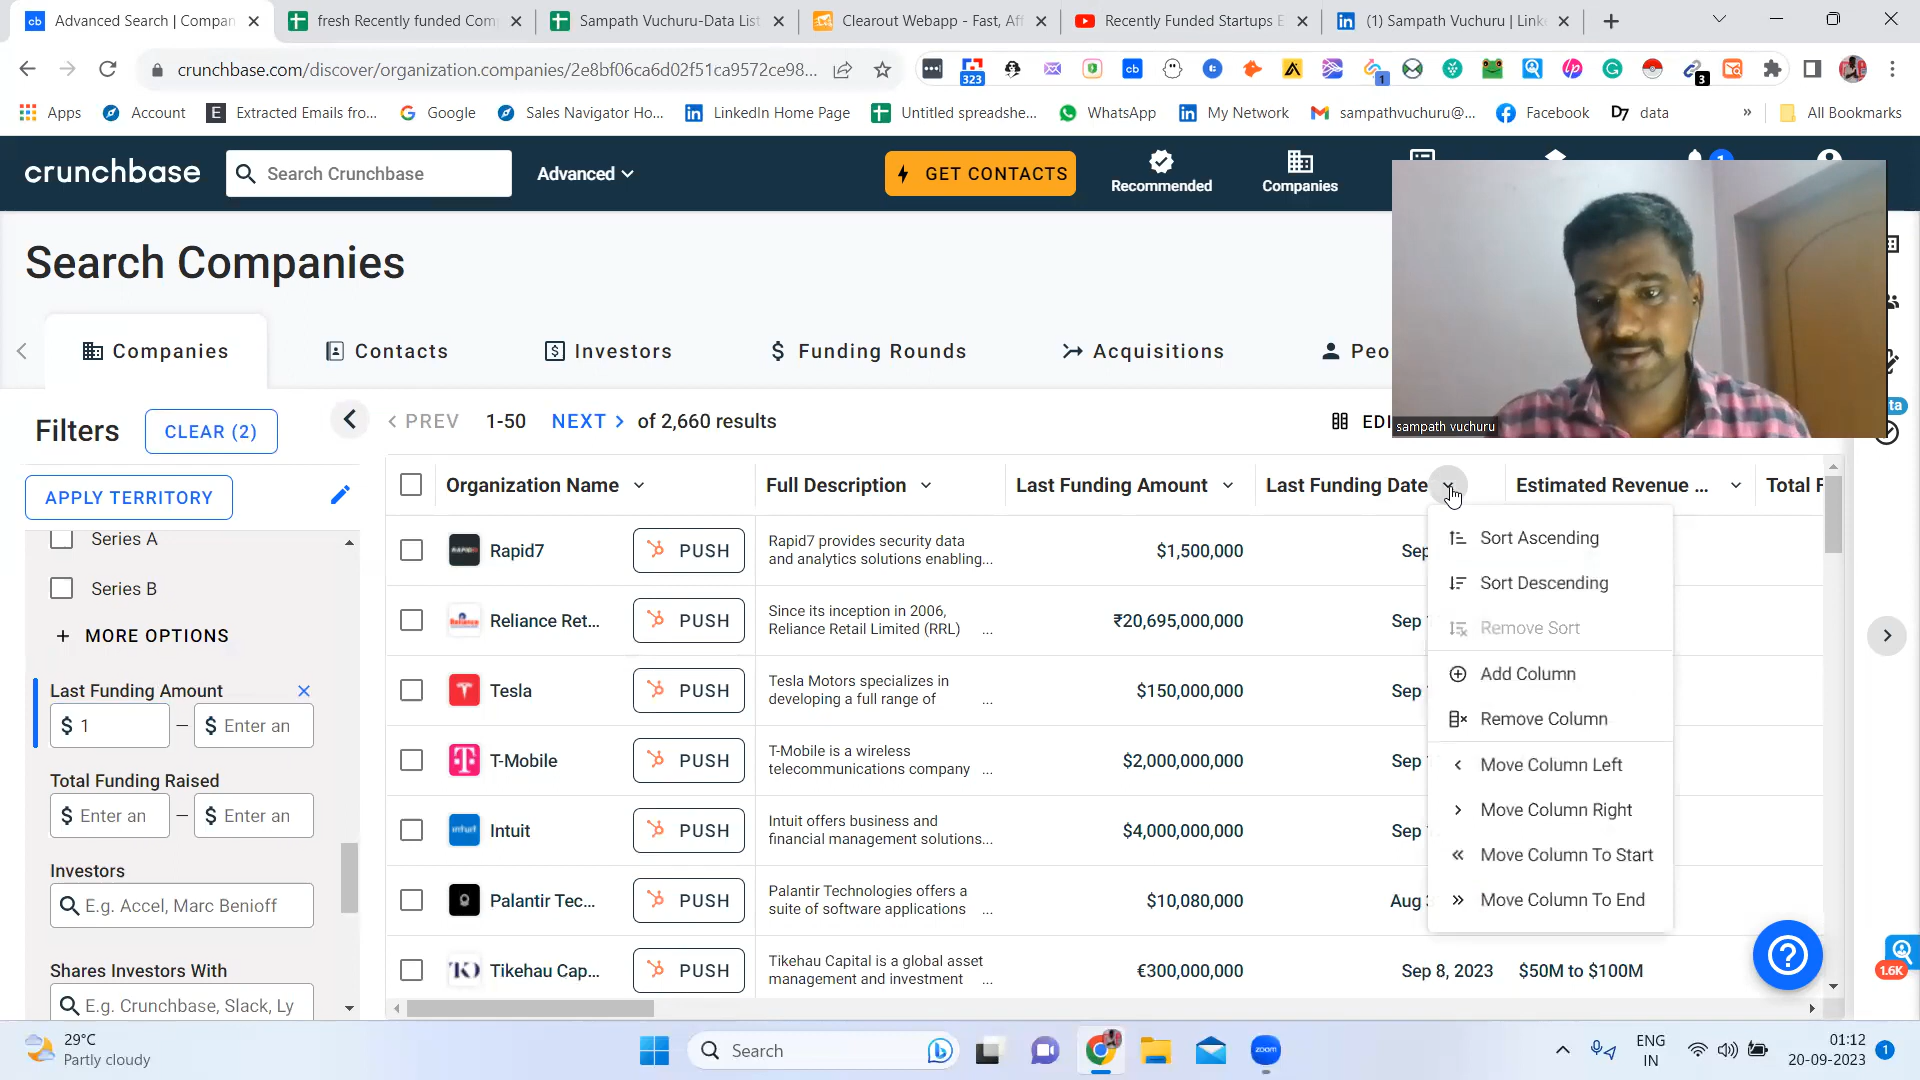 Advanced Search | Compan
fresh Recently funded Com
Sampath Vuchuru-Data List
Clearout Webapp - Fast, Aff
Recently Funded Startups E
(1) Sampath Vuchuru | Link
crunchbase.com/discover/organization.companies/2e8bf06ca6d02f51ca9572ce98...
323
1
3
Apps
Account
Extracted Emails fro...
Google
Sales Navigator Ho...
LinkedIn Home Page
Untitled spreadshe...
WhatsApp
My Network
sampathvuchuru@...
Facebook
data
»
All Bookmarks
crunchbase
Search Crunchbase
Advanced
GET CONTACTS
Recommended
Companies
1
Search Companies
Companies
Contacts
Investors
Funding Rounds
Acquisitions
Peo
sampath vuchuru
ta
Filters
CLEAR (2)
PREV
1-50
NEXT
of 2,660 results
EDI
APPLY TERRITORY
Series A
Series B
+ MORE OPTIONS
Last Funding Amount
$ 1
–
$ Enter an
Total Funding Raised
$ Enter an
–
$ Enter an
Investors
E.g. Accel, Marc Benioff
Shares Investors With
E.g. Crunchbase, Slack, Ly
Organization Name
Full Description
Last Funding Amount
Last Funding Date
Estimated Revenue ...
Total F
RAPID7
Rapid7
PUSH
Rapid7 provides security data
and analytics solutions enabling...
$1,500,000
Sep
Reliance
Reliance Ret...
PUSH
Since its inception in 2006,
Reliance Retail Limited (RRL) ...
₹20,695,000,000
Sep
Tesla
PUSH
Tesla Motors specializes in
developing a full range of ...
$150,000,000
Sep
T-Mobile
PUSH
T-Mobile is a wireless
telecommunications company ...
$2,000,000,000
Sep
intuit
Intuit
PUSH
Intuit offers business and
financial management solutions...
$4,000,000,000
Sep
Palantir Tec...
PUSH
Palantir Technologies offers a
suite of software applications ...
$10,080,000
Aug
Tikehau Cap...
PUSH
Tikehau Capital is a global asset
management and investment ...
€300,000,000
Sep 8, 2023
$50M to $100M
Sort Ascending
Sort Descending
Remove Sort
Add Column
Remove Column
Move Column Left
Move Column Right
Move Column To Start
Move Column To End
1.6K
29°C
Partly cloudy
Search
zoom
ENG
IN
01:12
20-09-2023
1